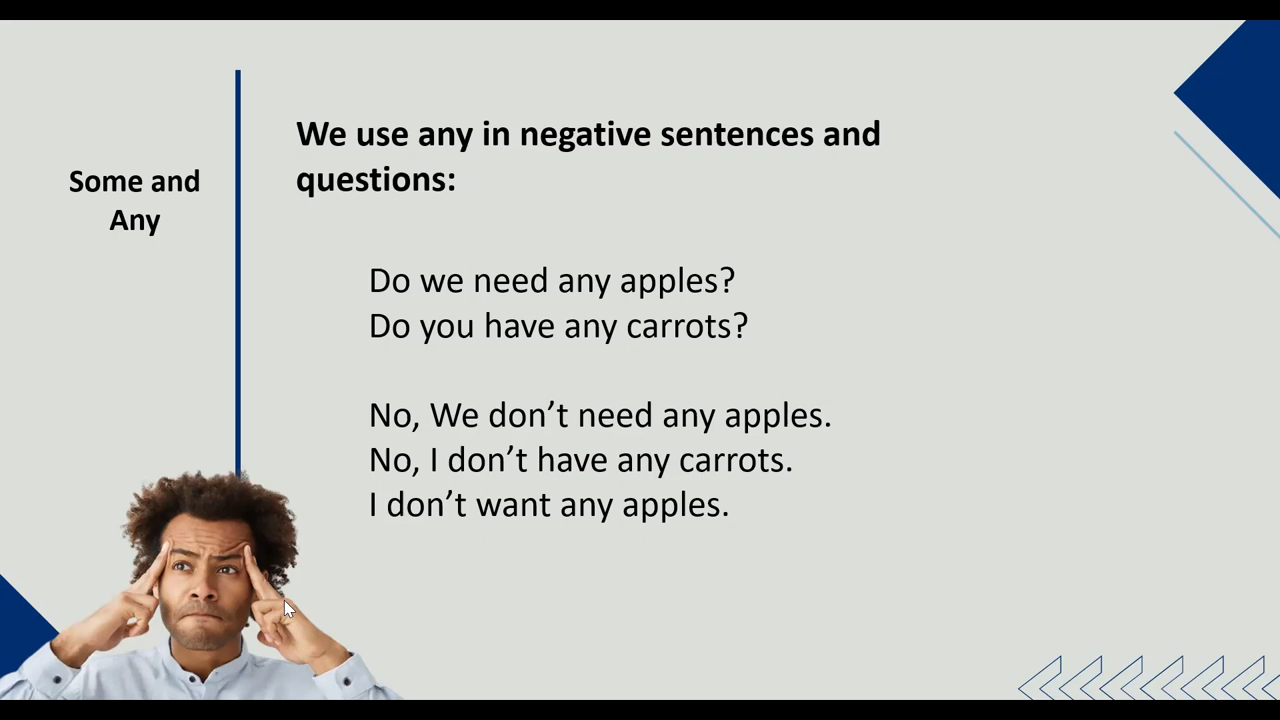 Some and
Any
We use any in negative sentences and
questions:
Do we need any apples?
Do you have any carrots?
No, We don’t need any apples.
No, I don’t have any carrots.
I don’t want any apples.